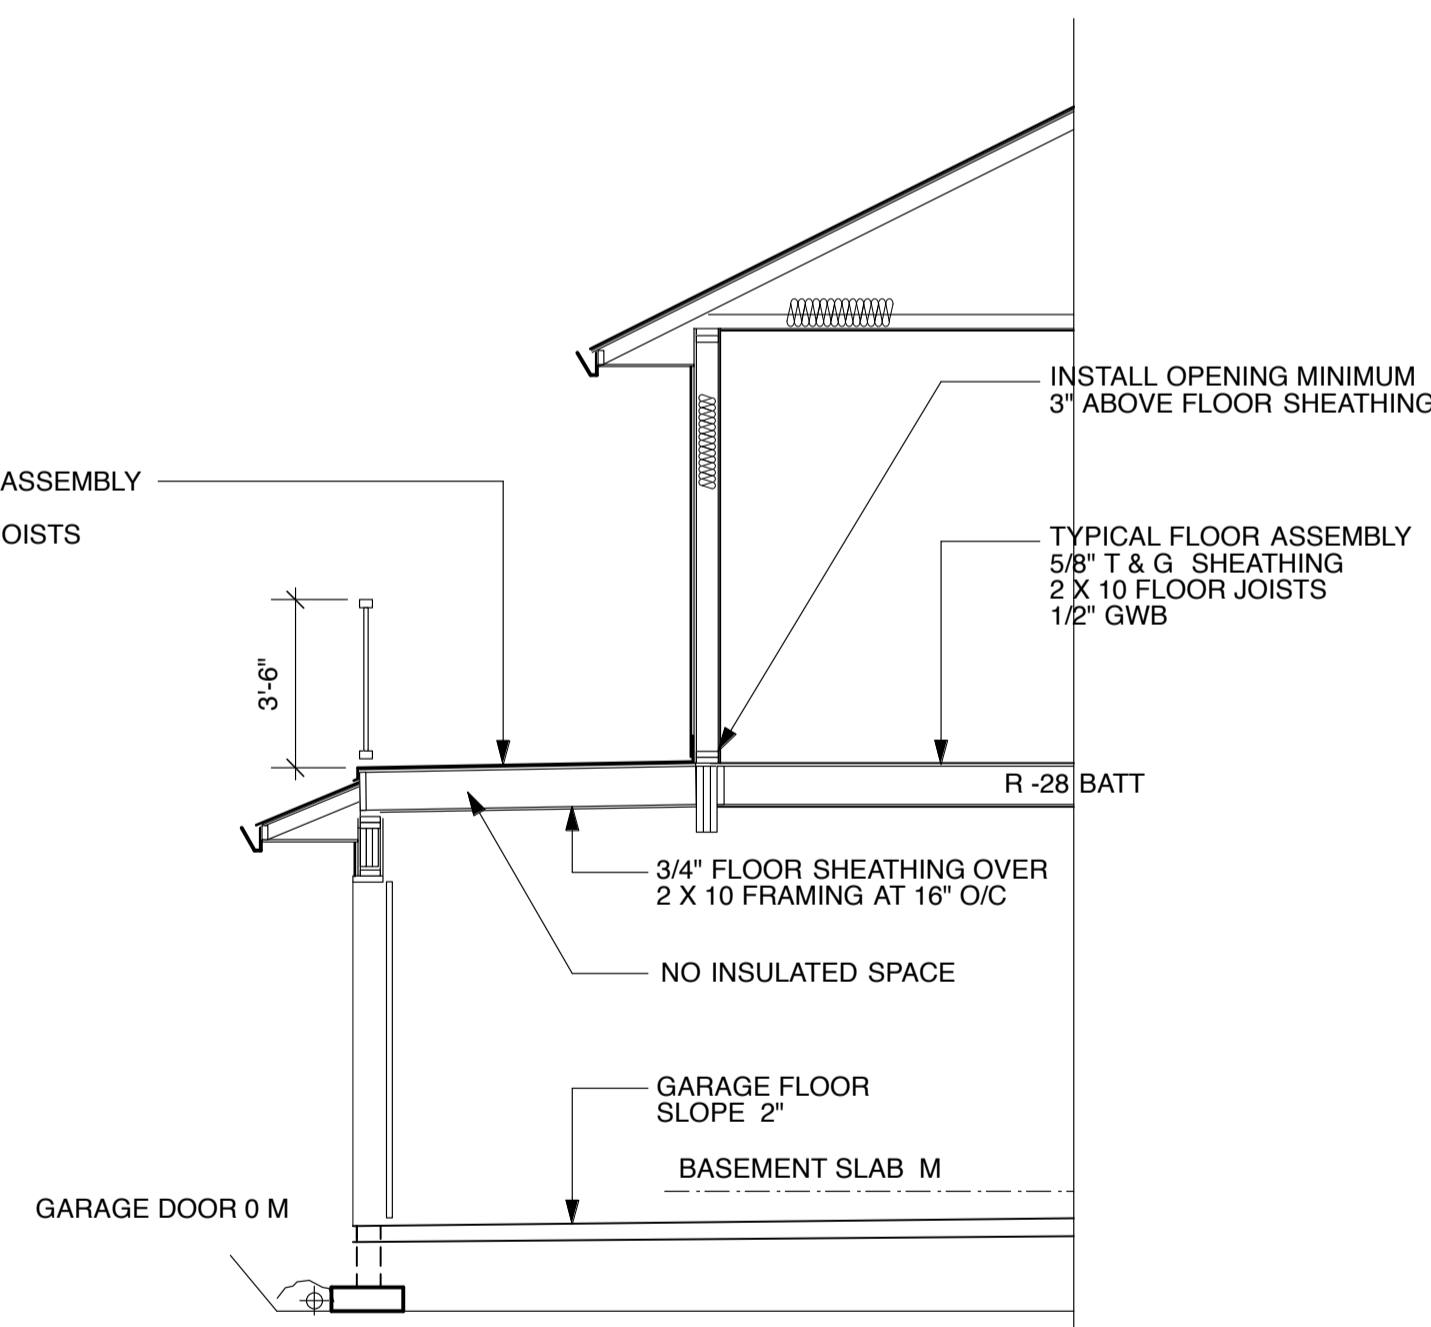 INSTALL OPENING MINIMUM
3" ABOVE FLOOR SHEATHING
ASSEMBLY
OISTS
TYPICAL FLOOR ASSEMBLY
5/8" T & G SHEATHING
2 X 10 FLOOR JOISTS
1/2" GWB
3'-6"
R -28 BATT
3/4" FLOOR SHEATHING OVER
2 X 10 FRAMING AT 16" O/C
NO INSULATED SPACE
GARAGE FLOOR
SLOPE 2"
BASEMENT SLAB M
GARAGE DOOR 0 M